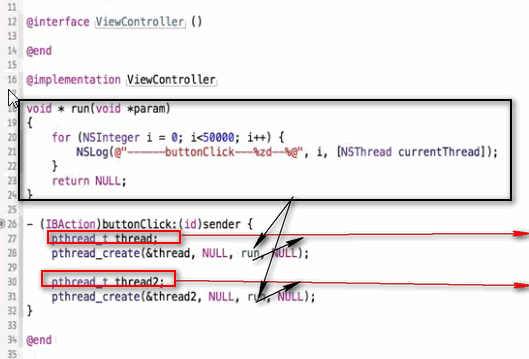 11
12 @interface ViewController ()
13
14 @end
15
16 @implementation ViewController
void * run(void *param)
{
20 for (NSInteger i = 0; i<50000; i++) {
21 NSLog(@"------buttonClick---%zd--%@", i, [NSThread currentThread]);
22 }
23 return NULL;
24 }
25
26 - (IBAction)buttonClick:(id)sender {
27 pthread_t thread;
28 pthread_create(&thread, NULL, run, NULL);
29
30 pthread_t thread2;
31 pthread_create(&thread2, NULL, run, NULL);
32 }
33
34 @end
35